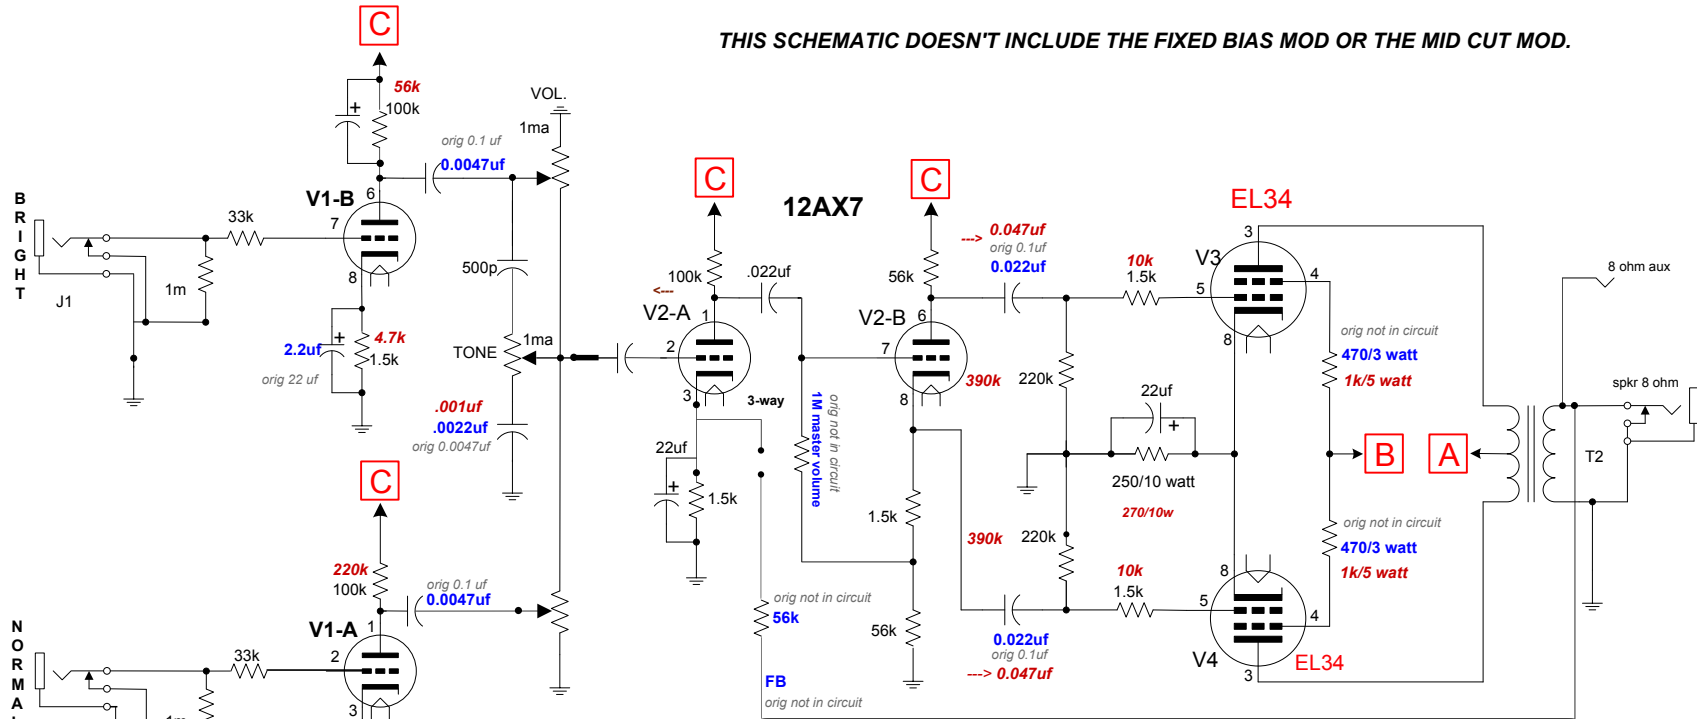 THIS SCHEMATIC DOESN'T INCLUDE THE FIXED BIAS MOD OR THE MID CUT MOD.
C
56k
100k
+
orig 0.1 uf
0.0047uf
VOL.
1ma
BRIGHT
J1
33k
1m
V1-B
6
7
8
2.2uf
+
4.7k
1.5k
orig 22 uf
500p
TONE
1ma
.001uf
.0022uf
orig 0.0047uf
C
100k
<---
V2-A
1
2
3
.022uf
3-way
22uf
+
1.5k
orig not in circuit
1M master volume
12AX7
C
56k
V2-B
6
7
8
390k
1.5k
390k
56k
---> 0.047uf
orig 0.1uf
0.022uf
10k
1.5k
220k
22uf
+
250/10 watt
270/10w
220k
10k
1.5k
0.022uf
orig 0.1uf
---> 0.047uf
EL34
V3
3
4
5
8
orig not in circuit
470/3 watt
1k/5 watt
B
A
orig not in circuit
470/3 watt
1k/5 watt
8
5
4
V4
3
EL34
8 ohm aux
spkr 8 ohm
T2
orig not in circuit
56k
FB
orig not in circuit
C
220k
100k
orig 0.1 uf
0.0047uf
V1-A
1
2
3
33k
NORMAL